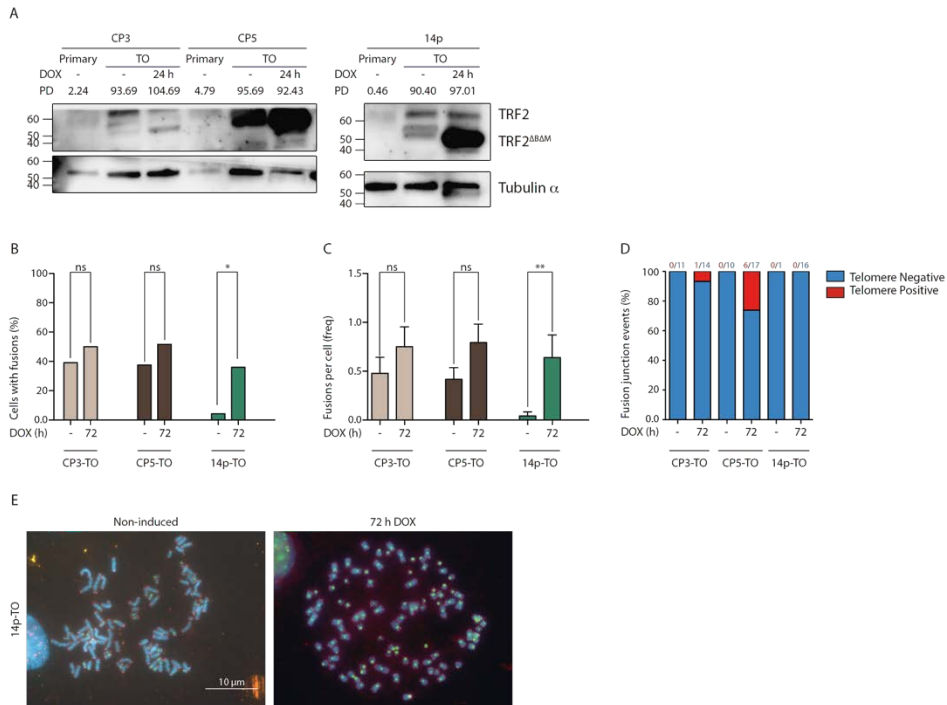 A
CP3 CP5 14p
Primary TO Primary TO Primary TO
DOX - - 24 h - - 24 h DOX - - 24 h
PD 2.24 93.69 104.69 4.79 95.69 92.43 PD 0.46 90.40 97.01
60 60 TRF2
50 50 TRF2ΔBΔM
40 40
60 60
50 50 Tubulin α
40 40
B
ns ns *
100
80
60
40
20
0.0
Cells with fusions (%)
DOX (h) - 72 - 72 - 72
CP3-TO CP5-TO 14p-TO
C
ns ns **
1.5
1.0
0.5
0.0
Fusions per cell (freq)
DOX (h) - 72 - 72 - 72
CP3-TO CP5-TO 14p-TO
D
0/11 1/14 0/10 6/17 0/1 0/16
100
80
60
40
20
0.0
Fusion junction events (%)
DOX (h) - 72 - 72 - 72
CP3-TO CP5-TO 14p-TO
Telomere Negative
Telomere Positive
E
Non-induced 72 h DOX
14p-TO
10 μm